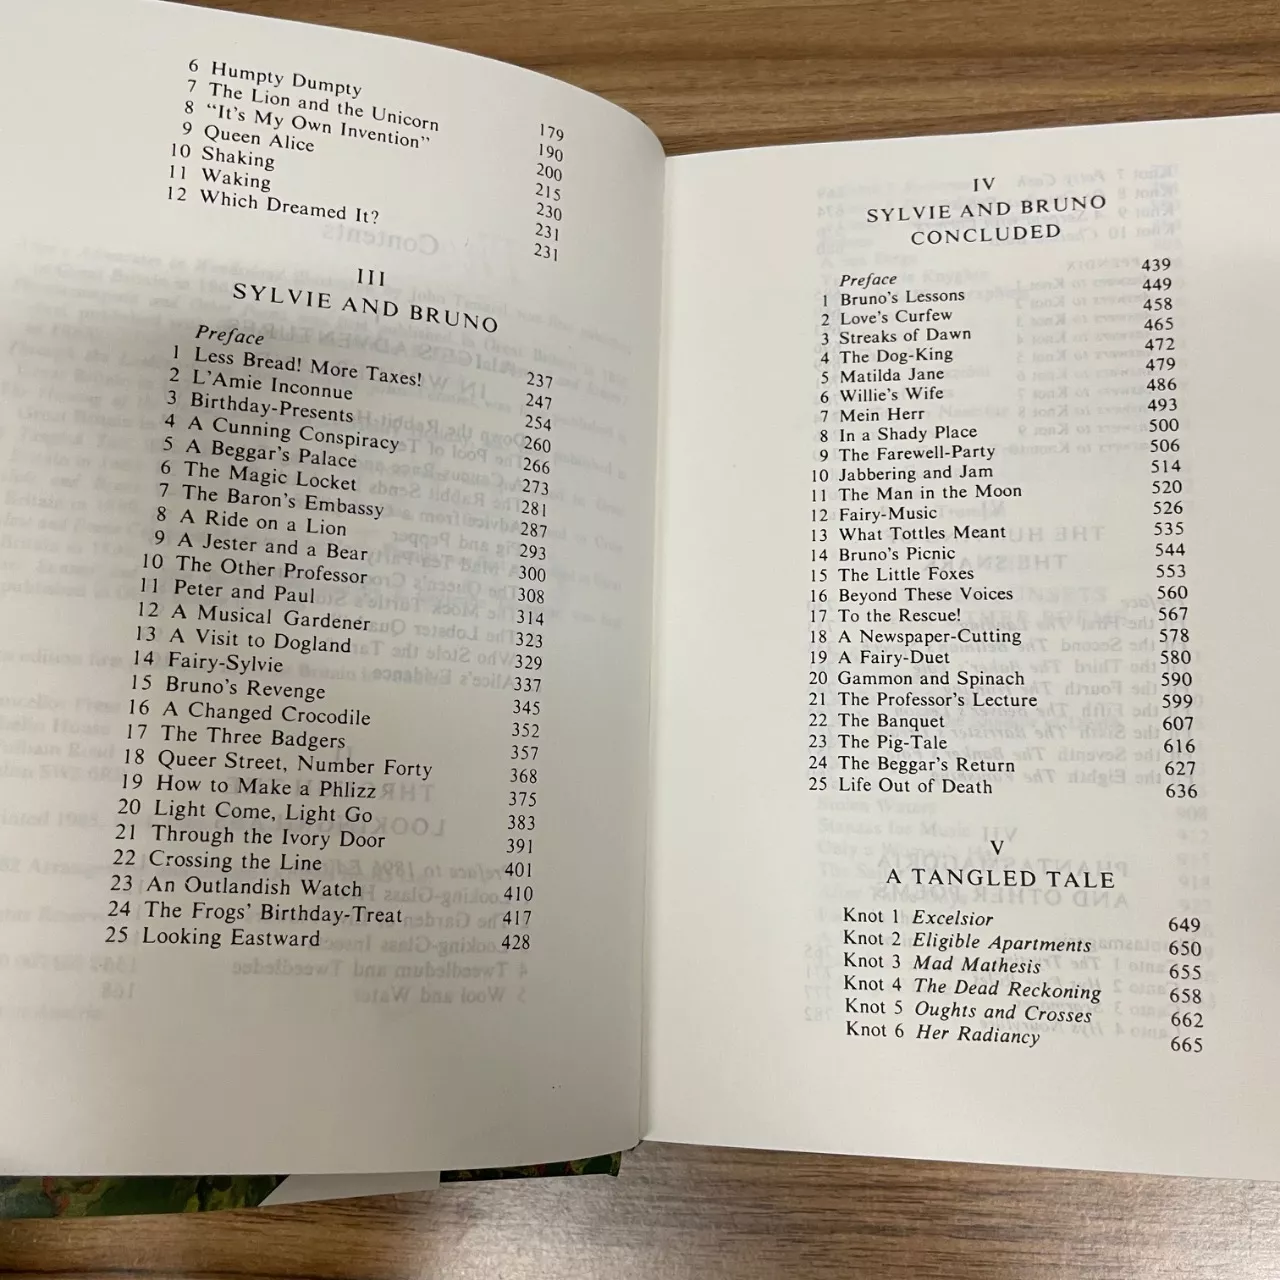 6 Humpty Dumpty 179
7 The Lion and the Unicorn 190
8 "It's My Own Invention" 200
9 Queen Alice 215
10 Shaking 230
11 Waking 231
12 Which Dreamed It? 231
III
SYLVIE AND BRUNO
Preface 237
1 Less Bread! More Taxes! 247
2 L'Amie Inconnue 254
3 Birthday-Presents 260
4 A Cunning Conspiracy 266
5 A Beggar's Palace 273
6 The Magic Locket 281
7 The Baron's Embassy 287
8 A Ride on a Lion 293
9 A Jester and a Bear 300
10 The Other Professor 308
11 Peter and Paul 314
12 A Musical Gardener 323
13 A Visit to Dogland 329
14 Fairy-Sylvie 337
15 Bruno's Revenge 345
16 A Changed Crocodile 352
17 The Three Badgers 357
18 Queer Street, Number Forty 368
19 How to Make a Phlizz 375
20 Light Come, Light Go 383
21 Through the Ivory Door 391
22 Crossing the Line 401
23 An Outlandish Watch 410
24 The Frogs' Birthday-Treat 417
25 Looking Eastward 428
IV
SYLVIE AND BRUNO
CONCLUDED
Preface 439
1 Bruno's Lessons 449
2 Love's Curfew 458
3 Streaks of Dawn 465
4 The Dog-King 472
5 Matilda Jane 479
6 Willie's Wife 486
7 Mein Herr 493
8 In a Shady Place 500
9 The Farewell-Party 506
10 Jabbering and Jam 514
11 The Man in the Moon 520
12 Fairy-Music 526
13 What Tottles Meant 535
14 Bruno's Picnic 544
15 The Little Foxes 553
16 Beyond These Voices 560
17 To the Rescue! 567
18 A Newspaper-Cutting 578
19 A Fairy-Duet 580
20 Gammon and Spinach 590
21 The Professor's Lecture 599
22 The Banquet 607
23 The Pig-Tale 616
24 The Beggar's Return 627
25 Life Out of Death 636
V
A TANGLED TALE
Knot 1 Excelsior 649
Knot 2 Eligible Apartments 650
Knot 3 Mad Mathesis 655
Knot 4 The Dead Reckoning 658
Knot 5 Oughts and Crosses 662
Knot 6 Her Radiancy 665